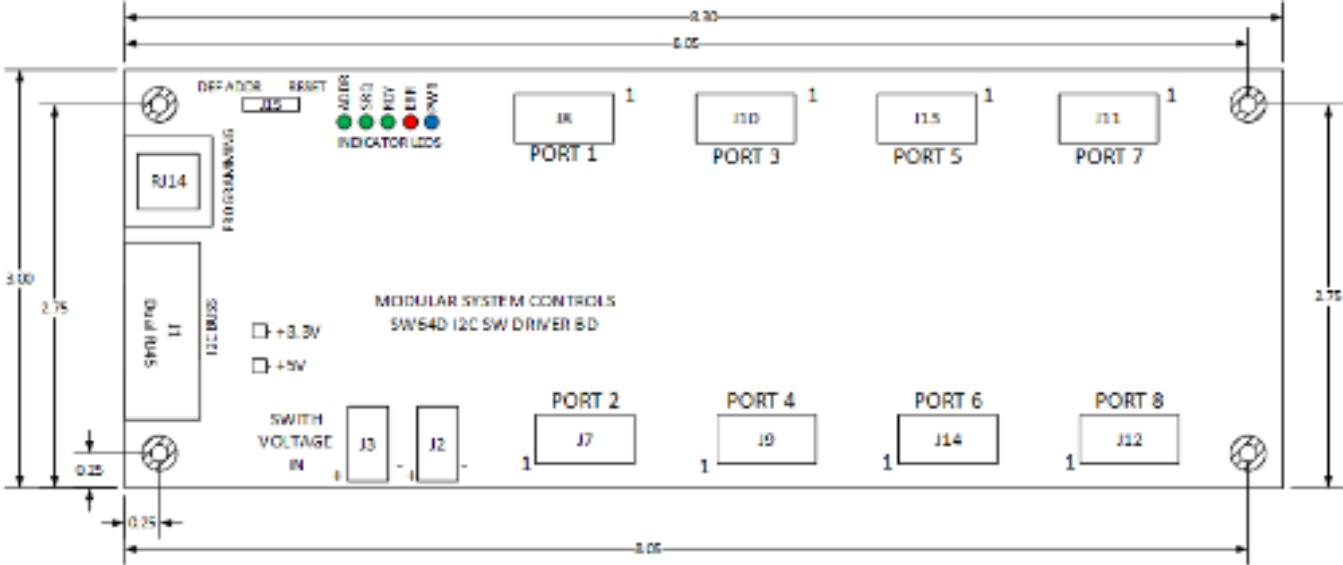 8.30
8.05
DEF ADDR RESET
J15
ADDR
SRQ
RDY
ERR
PWR
INDICATOR LEDS
J8
1
PORT 1
J10
1
PORT 3
J13
1
PORT 5
J11
1
PORT 7
RJ14
PROGRAMMING
3.00
2.75
2.75
J1
Dual RJ45
I2C BUSS
MODULAR SYSTEM CONTROLS
SW64D I2C SW DRIVER BD
+3.3V
+5V
SWITH
VOLTAGE
IN
J3
+ -
J2
+ -
PORT 2
J7
1
PORT 4
J9
1
PORT 6
J14
1
PORT 8
J12
1
0.25
0.25
8.05